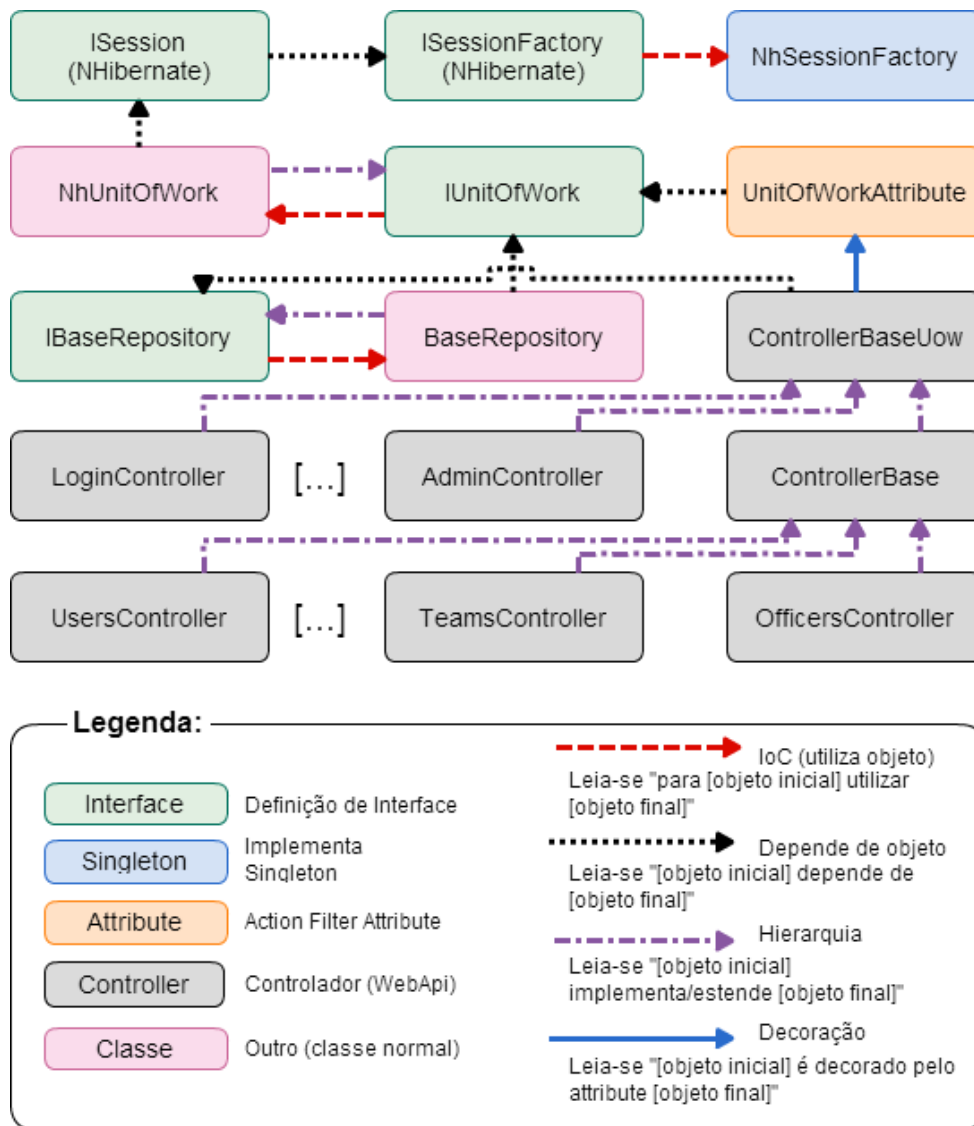 ISession
(NHibernate)
ISessionFactory
(NHibernate)
NhSessionFactory
NhUnitOfWork
IUnitOfWork
UnitOfWorkAttribute
IBaseRepository
BaseRepository
ControllerBaseUow
LoginController
[...]
AdminController
ControllerBase
UsersController
[...]
TeamsController
OfficersController
Legenda:
Interface
Definição de Interface
Singleton
Implementa
Singleton
Attribute
Action Filter Attribute
Controller
Controlador (WebApi)
Classe
Outro (classe normal)
IoC (utiliza objeto)
Leia-se "para [objeto inicial] utilizar
[objeto final]"
Depende de objeto
Leia-se "[objeto inicial] depende de
[objeto final]"
Hierarquia
Leia-se "[objeto inicial]
implementa/estende [objeto final]"
Decoração
Leia-se "[objeto inicial] é decorado pelo
attribute [objeto final]"